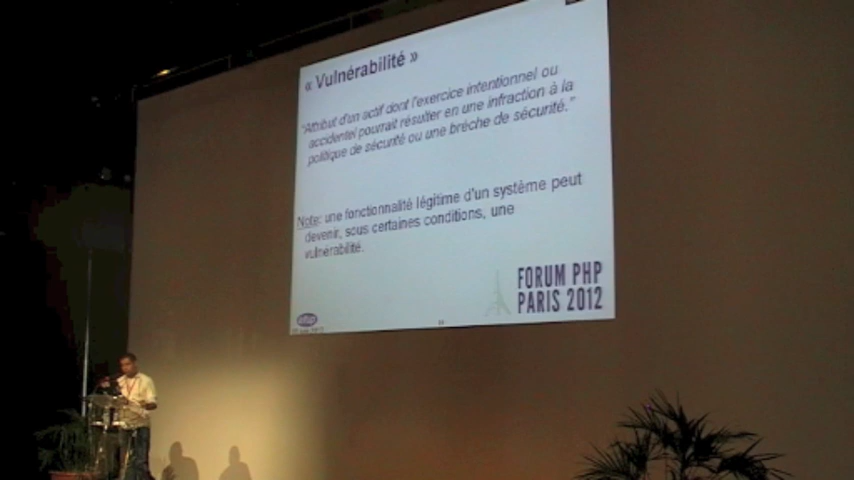 « Vulnérabilité »
"Attribut d'un actif dont l'exercice intentionnel ou
accidentel pourrait résulter en une infraction à la
politique de sécurité ou une brèche de sécurité."
Note: une fonctionnalité légitime d'un système peut
devenir, sous certaines conditions, une
vulnérabilité.
FORUM PHP
PARIS 2012
afup